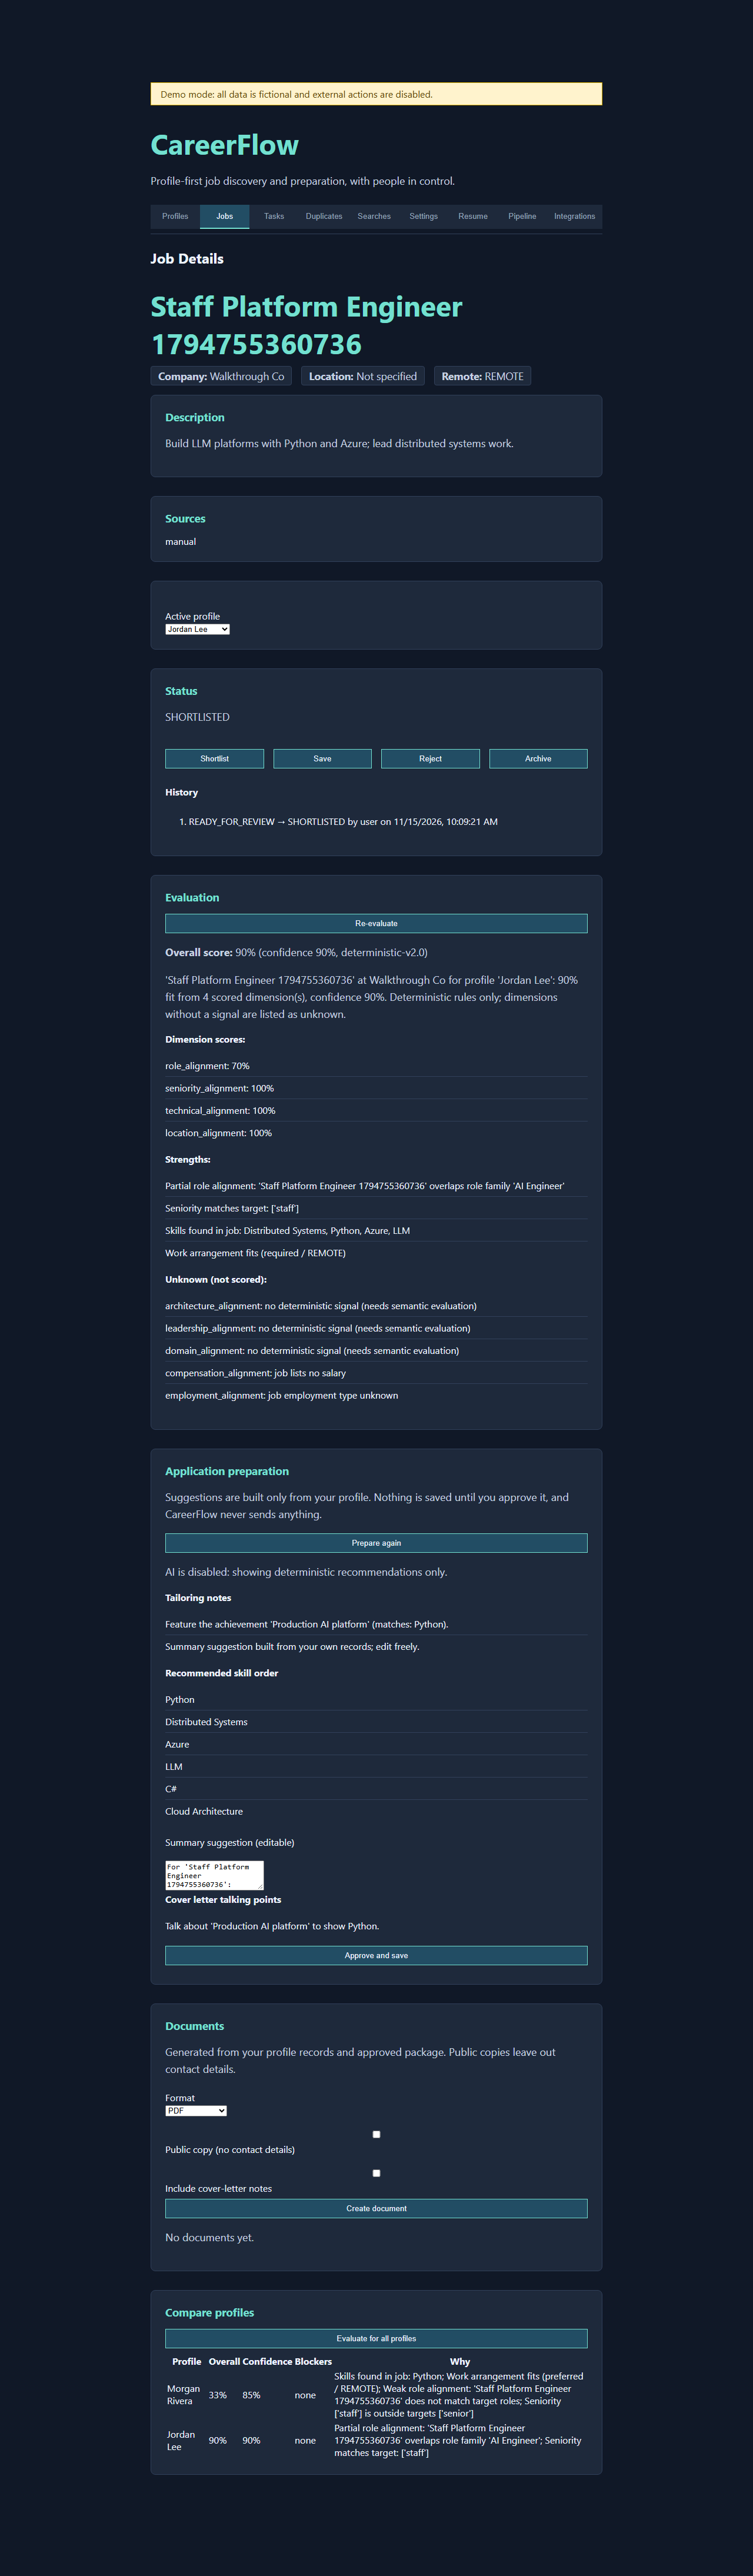 Demo mode: all data is fictional and external actions are disabled.
CareerFlow
Profile-first job discovery and preparation, with people in control.
Profiles Jobs Tasks Duplicates Searches Settings Resume Pipeline Integrations
Job Details
Staff Platform Engineer
1794755360736
Company: Walkthrough Co Location: Not specified Remote: REMOTE
Description
Build LLM platforms with Python and Azure; lead distributed systems work.
Sources
manual
Active profile
Jordan Lee
Status
SHORTLISTED
Shortlist Save Reject Archive
History
1. READY_FOR_REVIEW → SHORTLISTED by user on 11/15/2026, 10:09:21 AM
Evaluation
Re-evaluate
Overall score: 90% (confidence 90%, deterministic-v2.0)
'Staff Platform Engineer 1794755360736' at Walkthrough Co for profile 'Jordan Lee': 90%
fit from 4 scored dimension(s), confidence 90%. Deterministic rules only; dimensions
without a signal are listed as unknown.
Dimension scores:
role_alignment: 70%
seniority_alignment: 100%
technical_alignment: 100%
location_alignment: 100%
Strengths:
Partial role alignment: 'Staff Platform Engineer 1794755360736' overlaps role family 'AI Engineer'
Seniority matches target: ['staff']
Skills found in job: Distributed Systems, Python, Azure, LLM
Work arrangement fits (required / REMOTE)
Unknown (not scored):
architecture_alignment: no deterministic signal (needs semantic evaluation)
leadership_alignment: no deterministic signal (needs semantic evaluation)
domain_alignment: no deterministic signal (needs semantic evaluation)
compensation_alignment: job lists no salary
employment_alignment: job employment type unknown
Application preparation
Suggestions are built only from your profile. Nothing is saved until you approve it, and
CareerFlow never sends anything.
Prepare again
AI is disabled: showing deterministic recommendations only.
Tailoring notes
Feature the achievement 'Production AI platform' (matches: Python).
Summary suggestion built from your own records; edit freely.
Recommended skill order
Python
Distributed Systems
Azure
LLM
C#
Cloud Architecture
Summary suggestion (editable)
For 'Staff Platform
Engineer
1794755360736':
Cover letter talking points
Talk about 'Production AI platform' to show Python.
Approve and save
Documents
Generated from your profile records and approved package. Public copies leave out
contact details.
Format
PDF
Public copy (no contact details)
Include cover-letter notes
Create document
No documents yet.
Compare profiles
Evaluate for all profiles
Profile Overall Confidence Blockers Why
Morgan Rivera 33% 85% none Skills found in job: Python; Work arrangement fits (preferred
/ REMOTE); Weak role alignment: 'Staff Platform Engineer
1794755360736' does not match target roles; Seniority
['staff'] is outside targets ['senior']
Jordan Lee 90% 90% none Partial role alignment: 'Staff Platform Engineer
1794755360736' overlaps role family 'AI Engineer'; Seniority
matches target: ['staff']